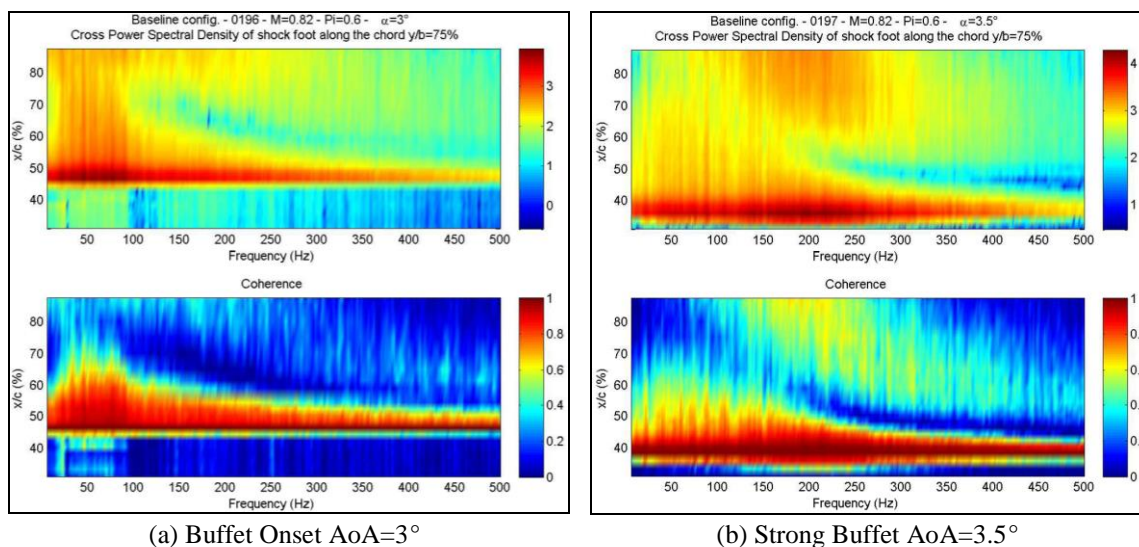 Baseline config. - 0196 - M=0.82 - Pi=0.6 - α=3°
Cross Power Spectral Density of shock foot along the chord y/b=75%
x/c (%)
80
70
60
50
40
50 100 150 200 250 300 350 400 450 500
Frequency (Hz)
3
2
1
0
Coherence
x/c (%)
80
70
60
50
40
50 100 150 200 250 300 350 400 450 500
Frequency (Hz)
1
0.8
0.6
0.4
0.2
0
(a) Buffet Onset AoA=3°
Baseline config. - 0197 - M=0.82 - Pi=0.6 - α=3.5°
Cross Power Spectral Density of shock foot along the chord y/b=75%
x/c (%)
80
70
60
50
40
50 100 150 200 250 300 350 400 450 500
Frequency (Hz)
4
3
2
1
Coherence
x/c (%)
80
70
60
50
40
50 100 150 200 250 300 350 400 450 500
Frequency (Hz)
1
0.
0.
0.
0.
0
(b) Strong Buffet AoA=3.5°